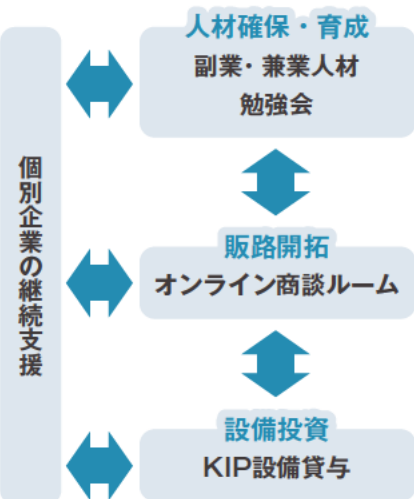 個別企業の継続支援
人材確保・育成
副業・兼業人材
勉強会
販路開拓
オンライン商談ルーム
設備投資
KIP設備貸与